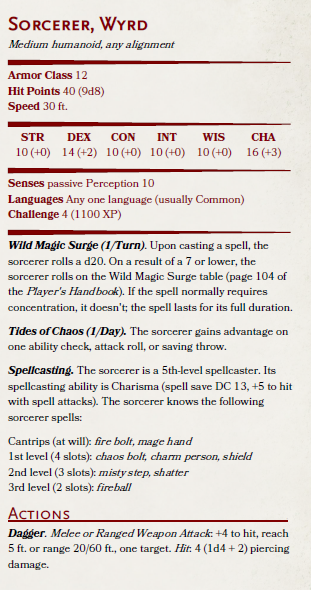 Sorcerer, Wyrd
Medium humanoid, any alignment
Armor Class 12
Hit Points 40 (9d8)
Speed 30 ft.
STR DEX CON INT WIS CHA
10 (+0) 14 (+2) 10 (+0) 10 (+0) 10 (+0) 16 (+3)
Senses passive Perception 10
Languages Any one language (usually Common)
Challenge 4 (1100 XP)
Wild Magic Surge (1/Turn). Upon casting a spell, the
sorcerer rolls a d20. On a result of a 7 or lower, the
sorcerer rolls on the Wild Magic Surge table (page 104 of
the Player's Handbook). If the spell normally requires
concentration, it doesn't; the spell lasts for its full duration.
Tides of Chaos (1/Day). The sorcerer gains advantage on
one ability check, attack roll, or saving throw.
Spellcasting. The sorcerer is a 5th-level spellcaster. Its
spellcasting ability is Charisma (spell save DC 13, +5 to hit
with spell attacks). The sorcerer knows the following
sorcerer spells:
Cantrips (at will): fire bolt, mage hand
1st level (4 slots): chaos bolt, charm person, shield
2nd level (3 slots): misty step, shatter
3rd level (2 slots): fireball
Actions
Dagger. Melee or Ranged Weapon Attack: +4 to hit, reach
5 ft. or range 20/60 ft., one target. Hit: 4 (1d4 + 2) piercing
damage.